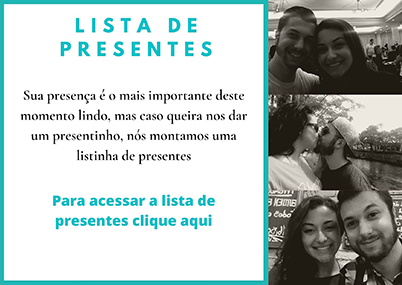 LISTA DE
PRESENTES
Sua presença é o mais importante deste
momento lindo, mas caso queira nos dar
um presentinho, nós montamos uma
listinha de presentes
Para acessar a lista de
presentes clique aqui